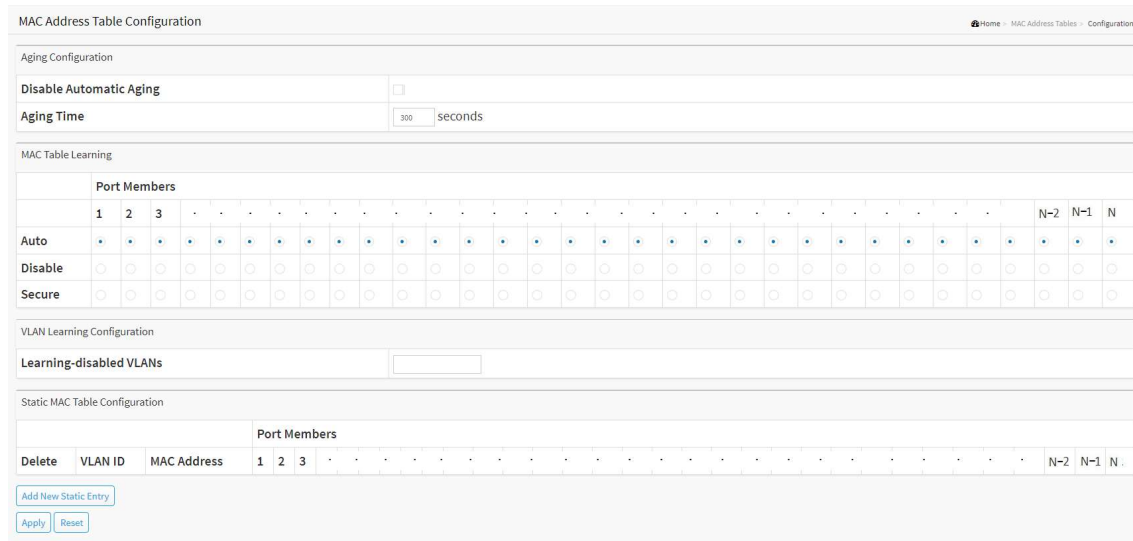 MAC Address Table Configuration
Home > MAC Address Tables > Configuration
Aging Configuration
Disable Automatic Aging
Aging Time 300 seconds
MAC Table Learning
Port Members
1 2 3 . . . . . . . . . . . . . . . . . . . . . . . . . N-2 N-1 N
Auto
Disable
Secure
VLAN Learning Configuration
Learning-disabled VLANs
Static MAC Table Configuration
Port Members
Delete VLAN ID MAC Address 1 2 3 . . . . . . . . . . . . . . . . . . . . . . . . N-2 N-1 N
Add New Static Entry
Apply Reset